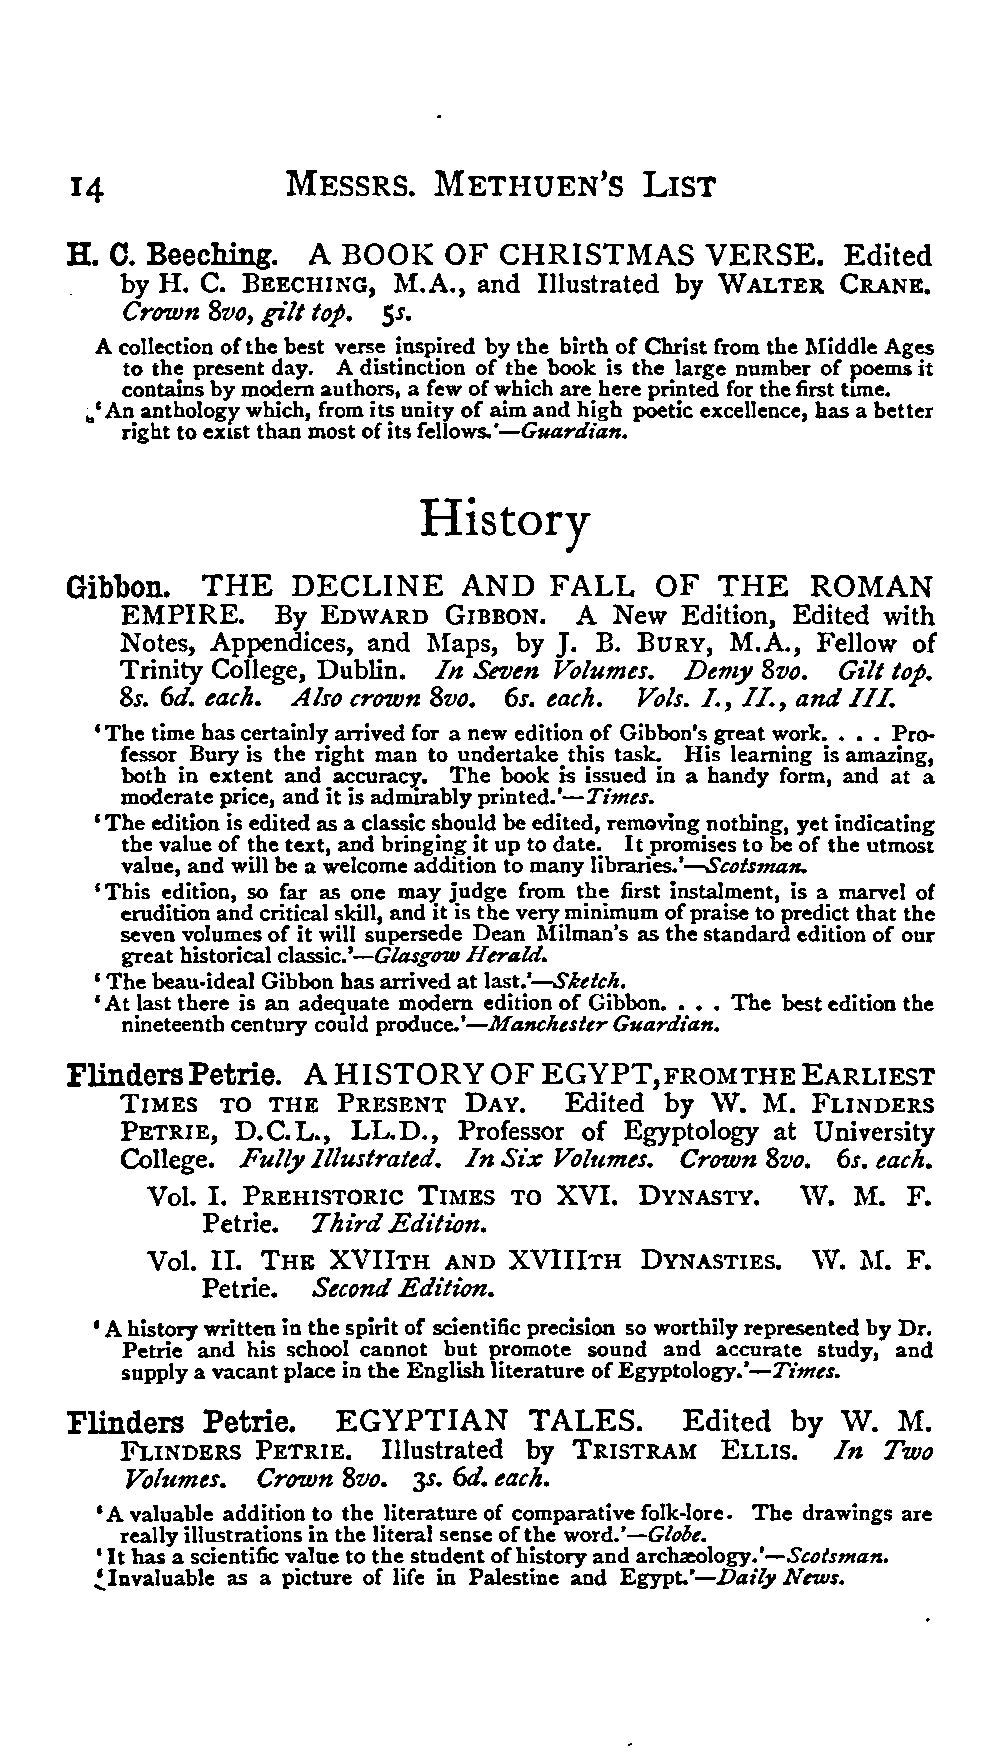 14 MESSRS. METHUEN'S LIST
H. C. Beeching. A BOOK OF CHRISTMAS VERSE. Edited
by H. C. BEECHING, M.A., and Illustrated by WALTER CRANE.
Crown 8vo, gilt top. 5s.
A collection of the best verse inspired by the birth of Christ from the Middle Ages
to the present day. A distinction of the book is the large number of poems it
contains by modern authors, a few of which are here printed for the first time.
'An anthology which, from its unity of aim and high poetic excellence, has a better
right to exist than most of its fellows.'—Guardian.
History
Gibbon. THE DECLINE AND FALL OF THE ROMAN
EMPIRE. By EDWARD GIBBON. A New Edition, Edited with
Notes, Appendices, and Maps, by J. B. BURY, M.A., Fellow of
Trinity College, Dublin. In Seven Volumes. Demy 8vo. Gilt top.
8s. 6d. each. Also crown 8vo. 6s. each. Vols. I., II., and III.
'The time has certainly arrived for a new edition of Gibbon's great work. . . . Pro-
fessor Bury is the right man to undertake this task. His learning is amazing,
both in extent and accuracy. The book is issued in a handy form, and at a
moderate price, and it is admirably printed.'—Times.
'The edition is edited as a classic should be edited, removing nothing, yet indicating
the value of the text, and bringing it up to date. It promises to be of the utmost
value, and will be a welcome addition to many libraries.'—Scotsman.
'This edition, so far as one may judge from the first instalment, is a marvel of
erudition and critical skill, and it is the very minimum of praise to predict that the
seven volumes of it will supersede Dean Milman's as the standard edition of our
great historical classic.'—Glasgow Herald.
'The beau-ideal Gibbon has arrived at last.'—Sketch.
'At last there is an adequate modern edition of Gibbon. . . . The best edition the
nineteenth century could produce.'—Manchester Guardian.
Flinders Petrie. A HISTORY OF EGYPT, FROM THE EARLIEST
TIMES TO THE PRESENT DAY. Edited by W. M. FLINDERS
PETRIE, D.C.L., LL.D., Professor of Egyptology at University
College. Fully Illustrated. In Six Volumes. Crown 8vo. 6s. each.
Vol. I. PREHISTORIC TIMES TO XVI. DYNASTY. W. M. F.
Petrie. Third Edition.
Vol. II. THE XVIITH AND XVIIITH DYNASTIES. W. M. F.
Petrie. Second Edition.
'A history written in the spirit of scientific precision so worthily represented by Dr.
Petrie and his school cannot but promote sound and accurate study, and
supply a vacant place in the English literature of Egyptology.'—Times.
Flinders Petrie. EGYPTIAN TALES. Edited by W. M.
FLINDERS PETRIE. Illustrated by TRISTRAM ELLIS. In Two
Volumes. Crown 8vo. 3s. 6d. each.
'A valuable addition to the literature of comparative folk-lore. The drawings are
really illustrations in the literal sense of the word.'—Globe.
'It has a scientific value to the student of history and archæology.'—Scotsman.
'Invaluable as a picture of life in Palestine and Egypt.'—Daily News.